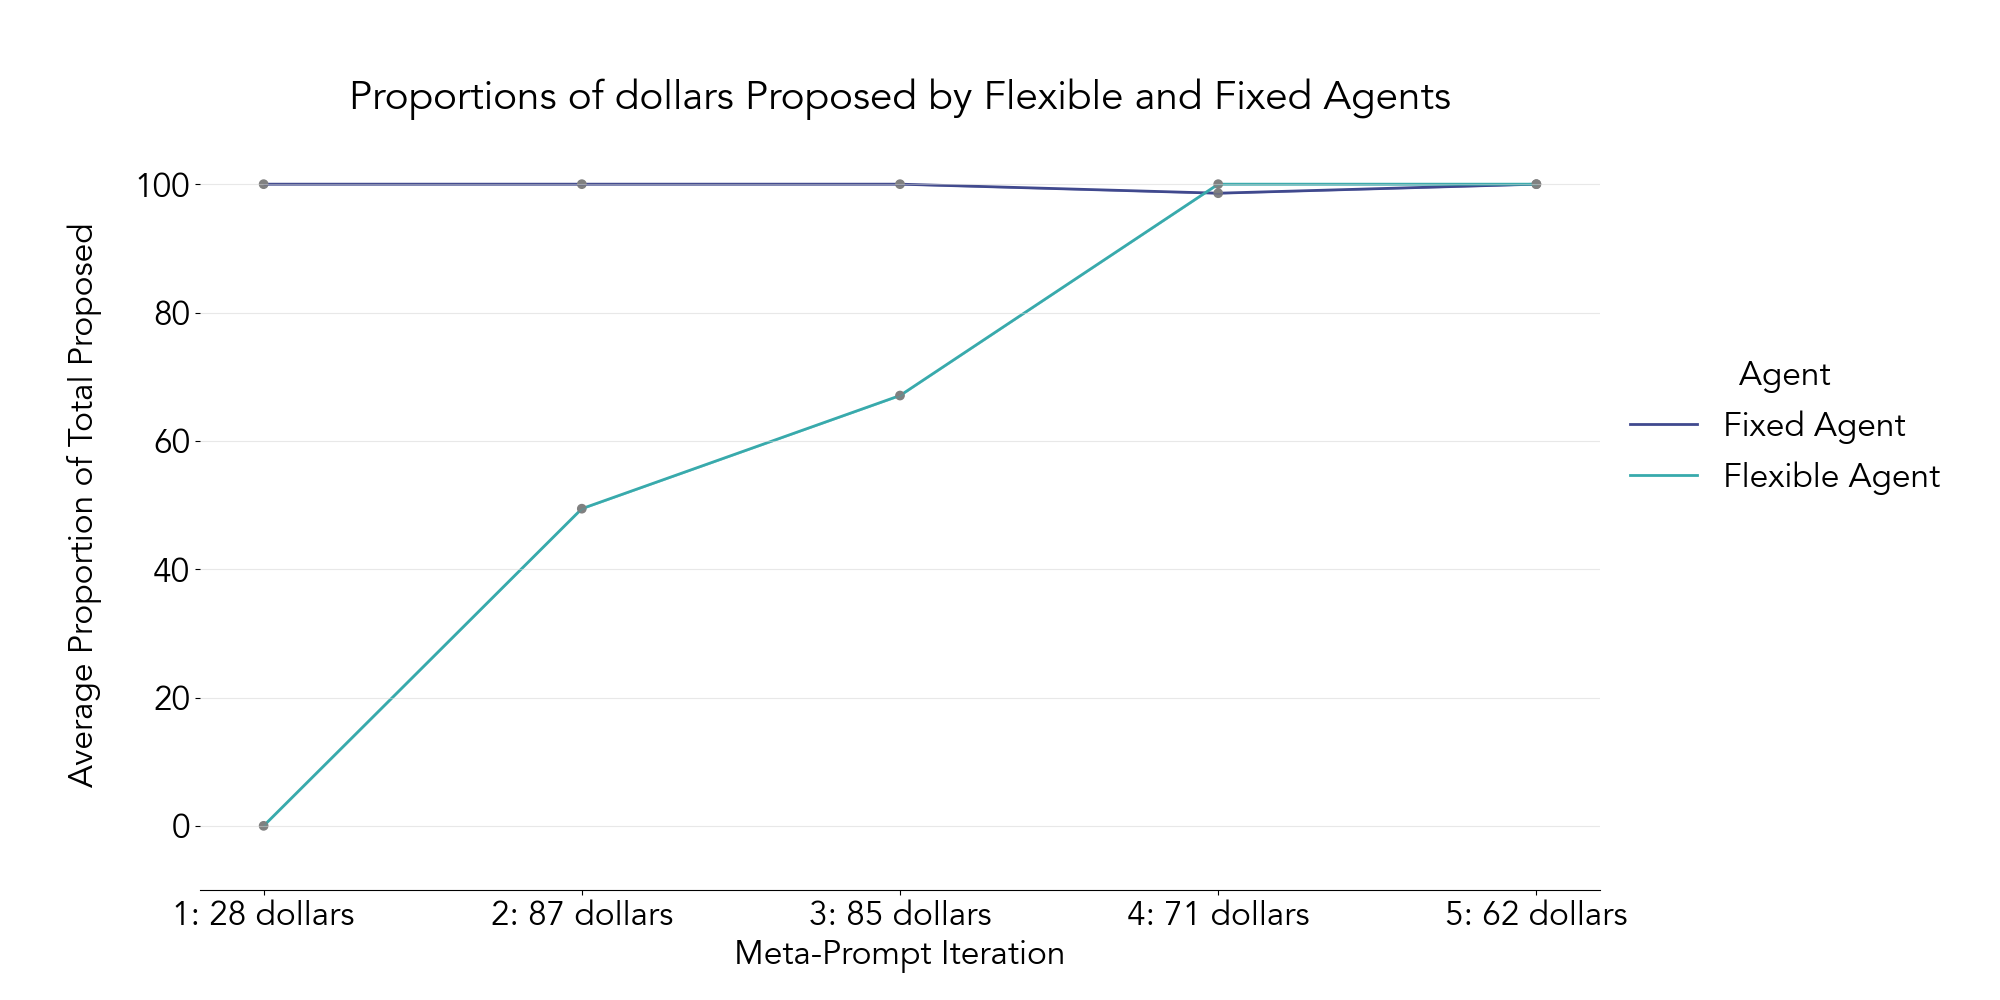 Proportions of dollars Proposed by Flexible and Fixed Agents
Average Proportion of Total Proposed
100
80
60
40
20
0
1: 28 dollars
2: 87 dollars
3: 85 dollars
4: 71 dollars
5: 62 dollars
Meta-Prompt Iteration
Agent
Fixed Agent
Flexible Agent